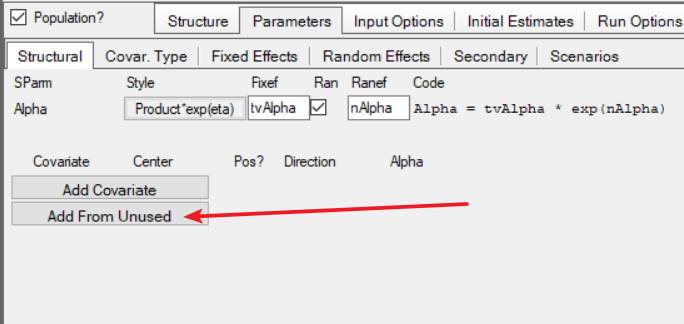 Population? Structure Parameters Input Options Initial Estimates Run Options
Structural Covar. Type Fixed Effects Random Effects Secondary Scenarios
SParm Style Fixef Ran Ranef Code
Alpha Product*exp(eta) tvAlpha nAlpha Alpha = tvAlpha * exp(nAlpha)
Covariate Center Pos? Direction Alpha
Add Covariate
Add From Unused